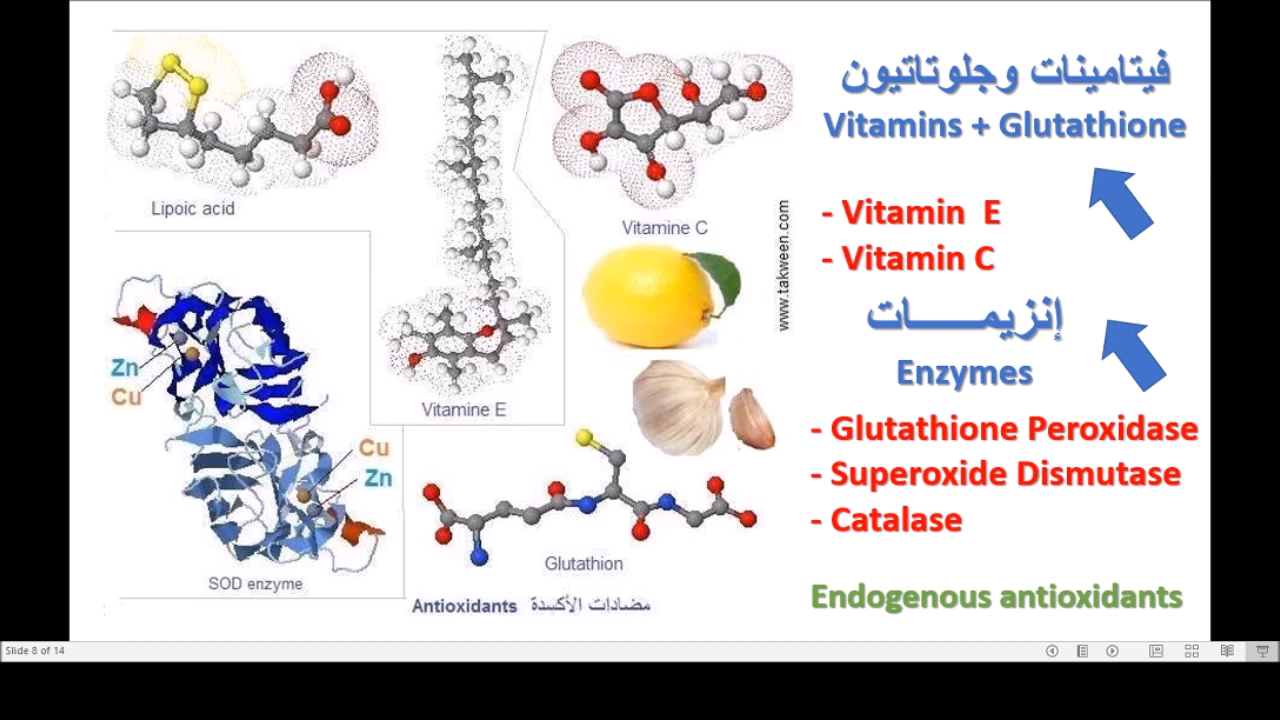 Lipoic acid
Vitamine C
Vitamine E
Zn
Cu
Cu
Zn
SOD enzyme
Glutathion
Antioxidants مضادات الأكسدة
www.takween.com
فيتامينات وجلوتاتيون
Vitamins + Glutathione
- Vitamin E
- Vitamin C
إنزيمـــــات
Enzymes
- Glutathione Peroxidase
- Superoxide Dismutase
- Catalase
Endogenous antioxidants
Slide 8 of 14